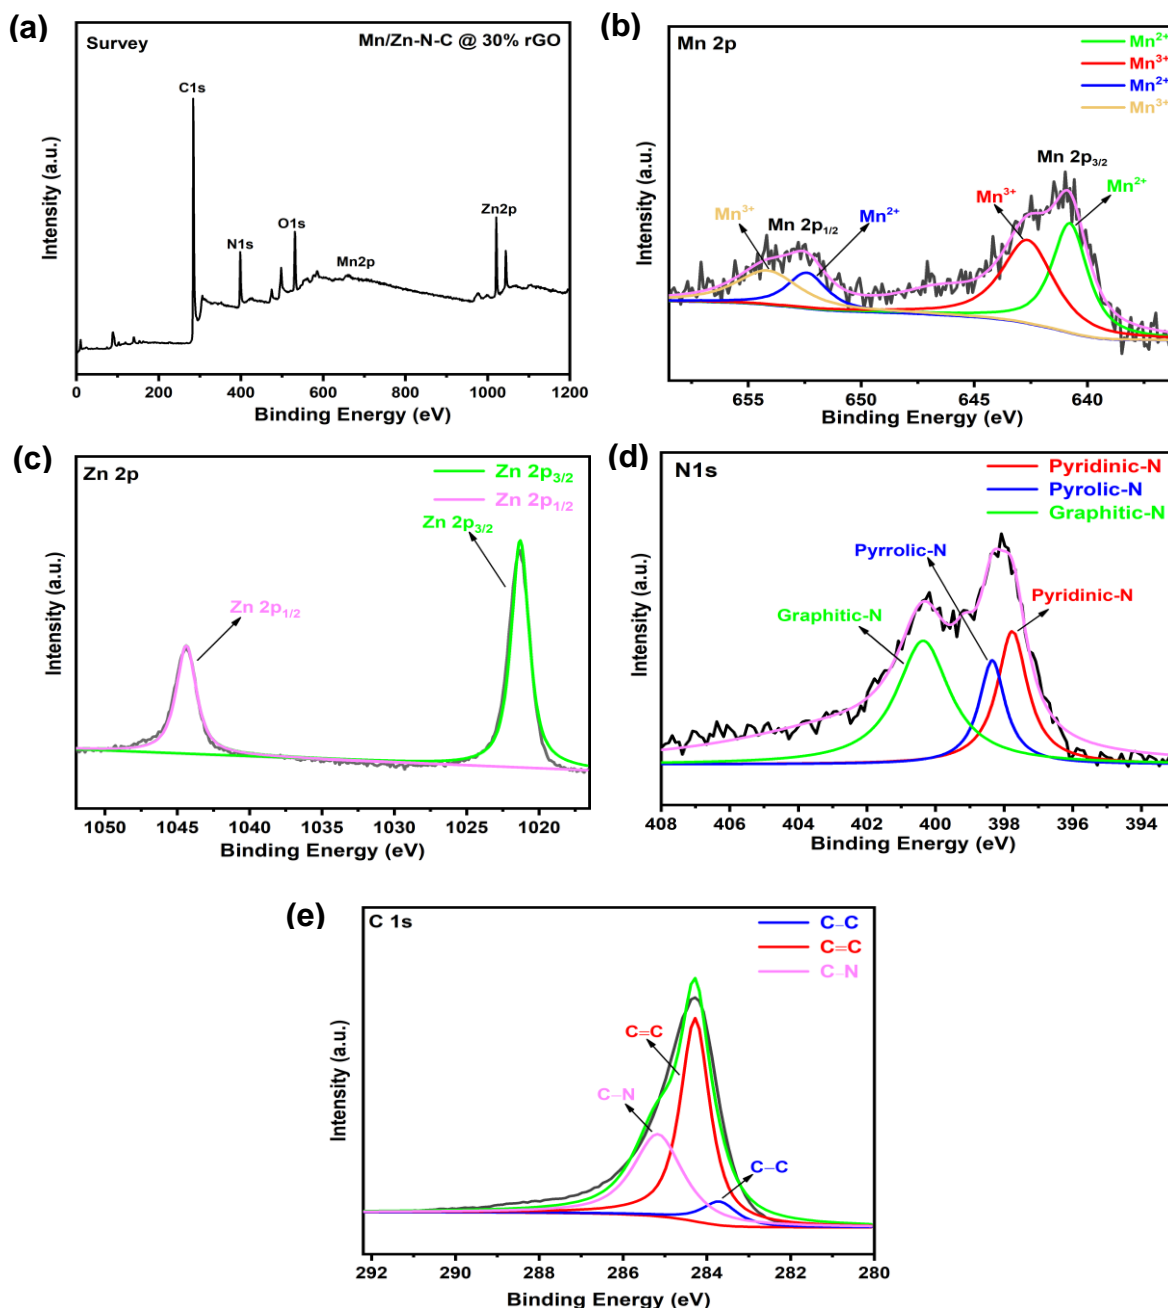 (a)
Survey
Mn/Zn-N-C @ 30% rGO
C1s
N1s
O1s
Mn2p
Zn2p
Intensity (a.u.)
0 200 400 600 800 1000 1200
Binding Energy (eV)
(b)
Mn 2p
Mn²⁺
Mn³⁺
Mn²⁺
Mn³⁺
Mn 2p₃/₂
Mn³⁺
Mn²⁺
Mn³⁺
Mn 2p₁/₂
Mn²⁺
Intensity (a.u.)
655 650 645 640
Binding Energy (eV)
(c)
Zn 2p
Zn 2p₃/₂
Zn 2p₁/₂
Zn 2p₃/₂
Zn 2p₁/₂
Intensity (a.u.)
1050 1045 1040 1035 1030 1025 1020
Binding Energy (eV)
(d)
N1s
Pyridinic-N
Pyrolic-N
Graphitic-N
Pyrrolic-N
Pyridinic-N
Graphitic-N
Intensity (a.u.)
408 406 404 402 400 398 396 394
Binding Energy (eV)
(e)
C 1s
C–C
C=C
C–N
C=C
C–N
C–C
Intensity (a.u.)
292 290 288 286 284 282 280
Binding Energy (eV)